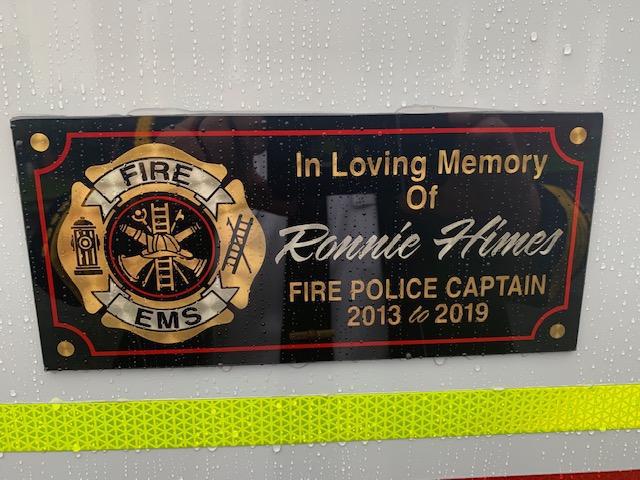 FIRE
EMS
In Loving Memory
Of
Ronnie Himes
FIRE POLICE CAPTAIN
2013 to 2019